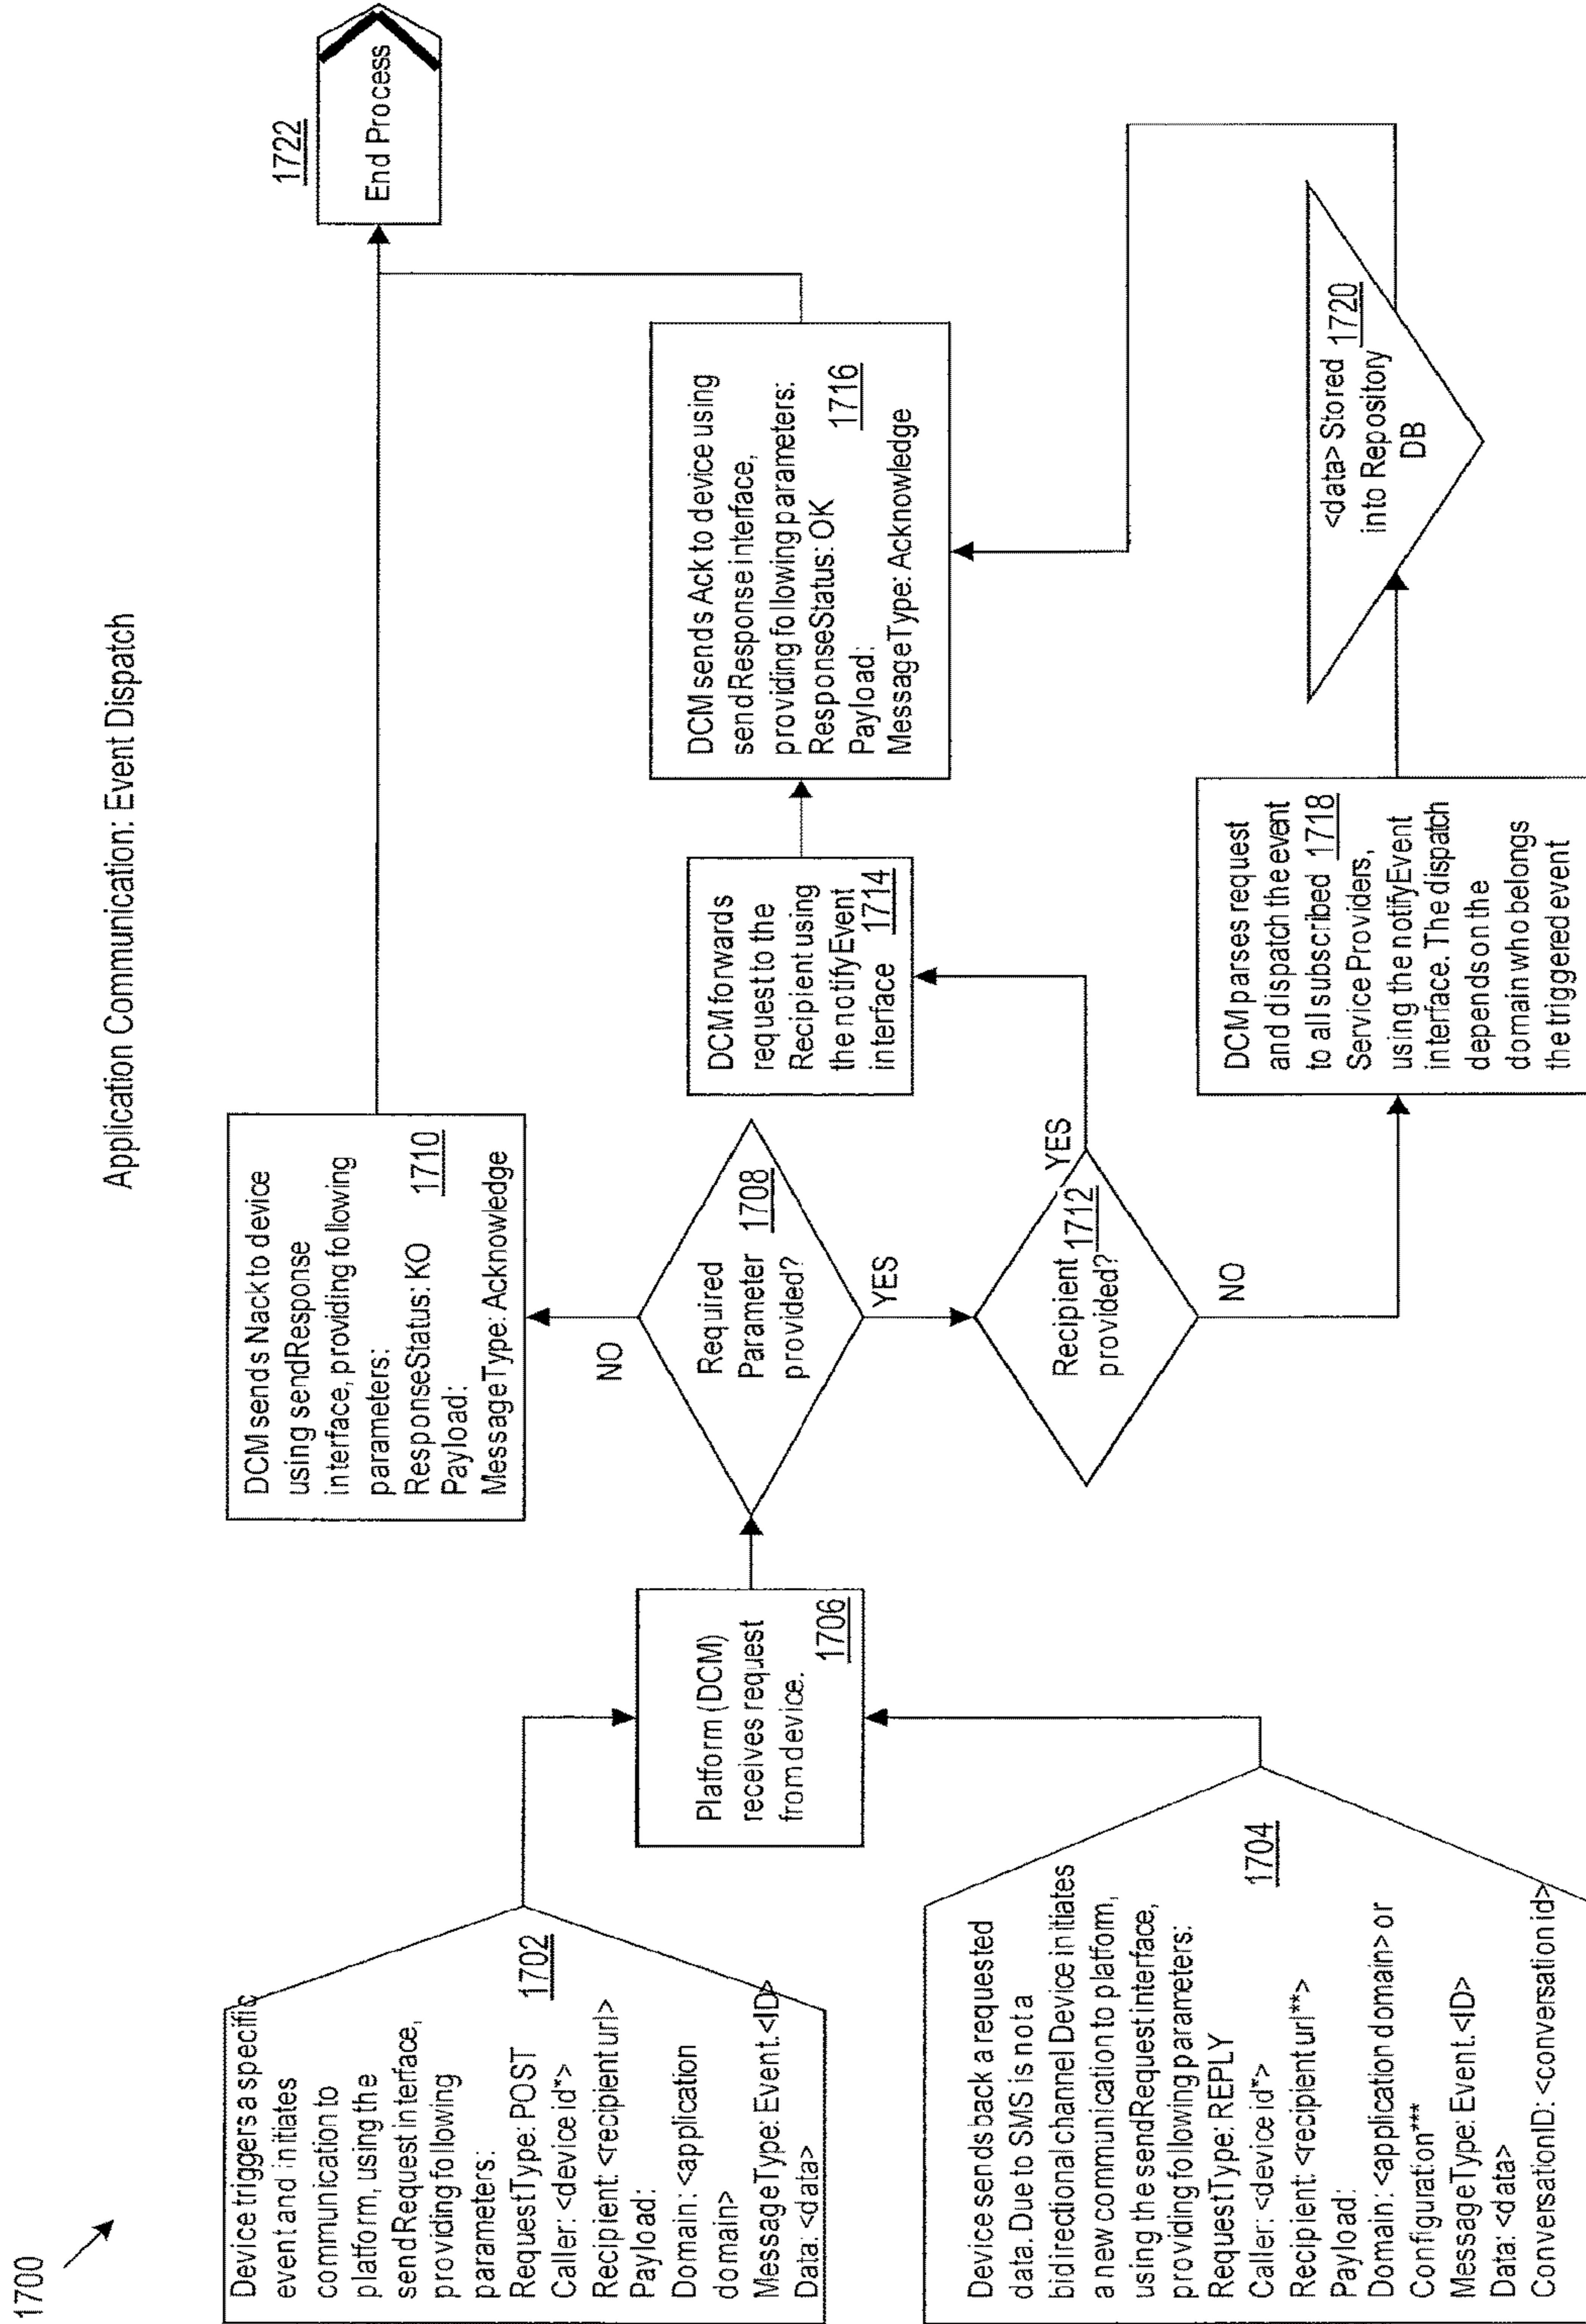 1700
Application Communication: Event Dispatch
Device triggers a specific
event and initiates
communication to
platform, using the
sendRequest interface,
providing following
parameters:
RequestType: POST
1702
Caller: <device id*>
Recipient: <recipient url>
Payload:
Domain: <application
domain>
MessageType: Event.<ID>
Data: <data>
Device sends back a requested
data. Due to SMS is not a
bidirectional channel Device initiates
a new communication to platform,
using the sendRequest interface,
providing following parameters:
RequestType: REPLY
1704
Caller: <device id*>
Recipient: <recipient url**>
Payload:
Domain: <application domain> or
Configuration***
MessageType: Event.<ID>
Data: <data>
ConversationID: <conversation id>
Platform (DCM)
receives request
from device.
1706
Required
Parameter 1708
provided?
NO
YES
DCM sends Nack to device
using sendResponse
interface, providing following
parameters:
ResponseStatus: KO 1710
Payload:
MessageType: Acknowledge
Recipient 1712
provided?
YES
NO
DCM forwards
request to the
Recipient using
the notifyEvent
interface 1714
DCM sends Ack to device using
sendResponse interface,
providing following parameters:
ResponseStatus: OK
Payload: 1716
MessageType: Acknowledge
DCM parses request
and dispatch the event
to all subscribed 1718
Service Providers,
using the notifyEvent
interface. The dispatch
depends on the
domain who belongs
the triggered event
<data> Stored 1720
into Repository
DB
1722
End Process